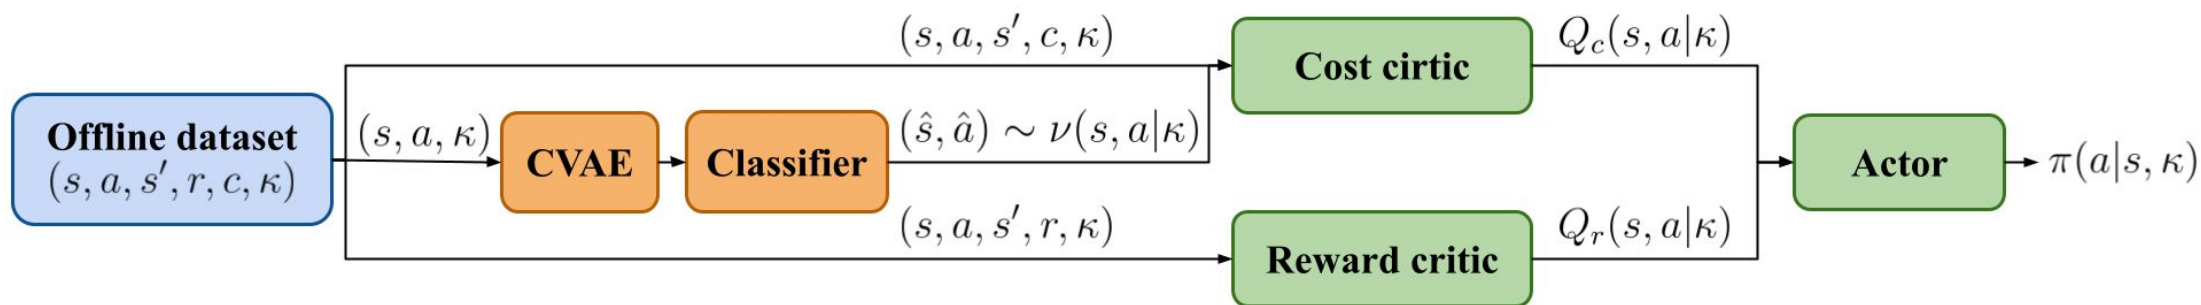 Offline dataset
(s, a, s′, r, c, κ)
(s, a, κ)
CVAE
Classifier
(s, a, s′, c, κ)
(ŝ, â) ∼ ν(s, a|κ)
(s, a, s′, r, κ)
Cost cirtic
Reward critic
Q_c(s, a|κ)
Q_r(s, a|κ)
Actor
π(a|s, κ)